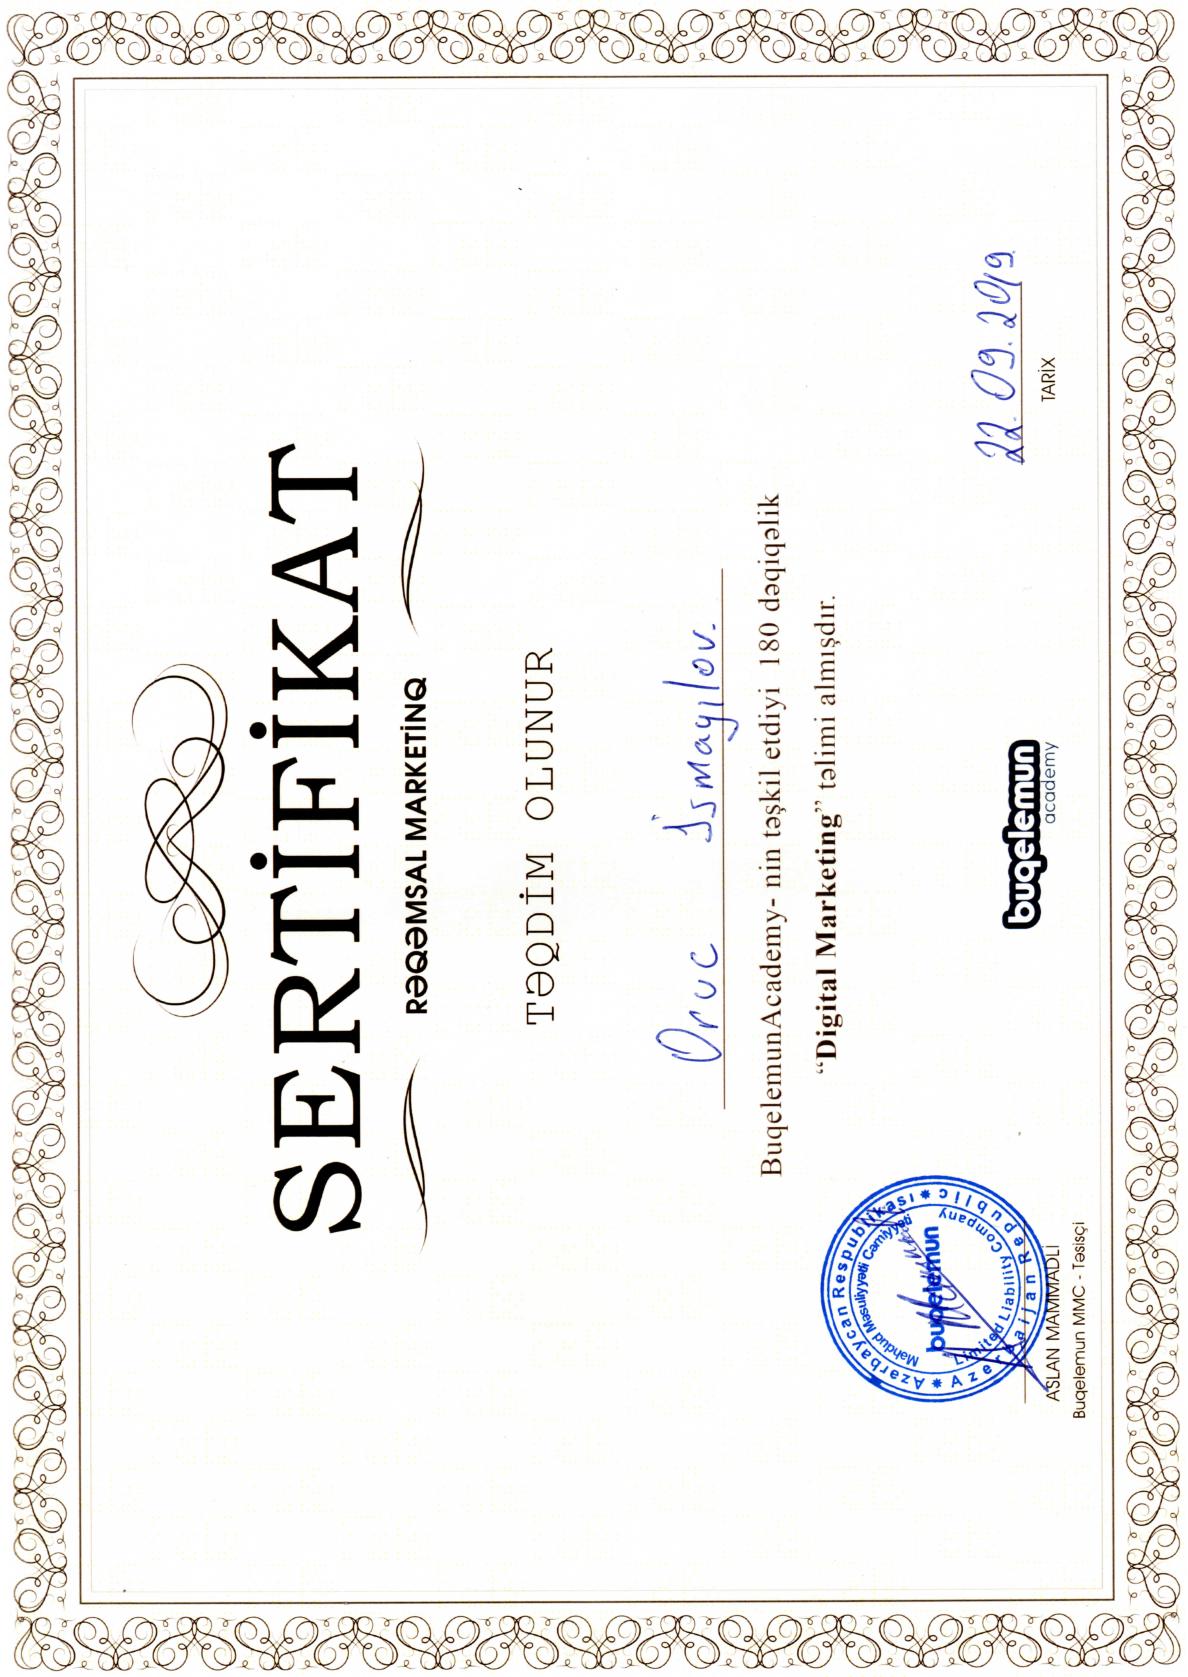 SERTİFİKAT
RƏQƏMSAL MARKETİNQ
TƏQDİM OLUNUR
Oruc İsmayılov.
BuqelemunAcademy- nin təşkil etdiyi 180 dəqiqəlik
“Digital Marketing” təlimi almışdır.
Azərbaycan Respublikası * Azerbaijan Republic *
Məhdud Məsuliyyətli Cəmiyyəti
buqelemun
Limited Liability Company
ASLAN MAMMADLİ
Buqelemun MMC - Təsisçi
buqelemun
academy
22.09.2019
TARİX